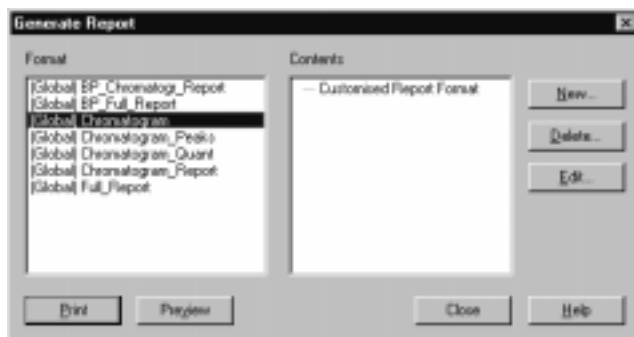 Generate Report
Format
(Global) BP_Chromatogr_Report
(Global) BP_Full_Report
(Global) Chromatogram
(Global) Chromatogram_Peaks
(Global) Chromatogram_Quant
(Global) Chromatogram_Report
(Global) Full_Report
Contents
Customised Report Format
New...
Delete...
Edit...
Print
Preview
Close
Help